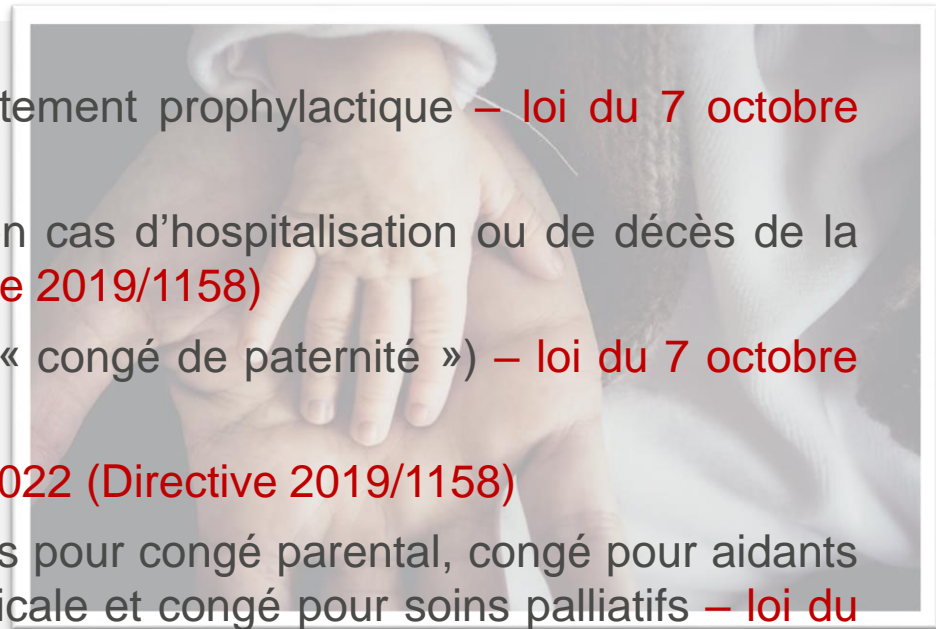 tement prophylactique – loi du 7 octobre
n cas d'hospitalisation ou de décès de la
e 2019/1158)
« congé de paternité ») – loi du 7 octobre
022 (Directive 2019/1158)
s pour congé parental, congé pour aidants
icale et congé pour soins palliatifs – loi du